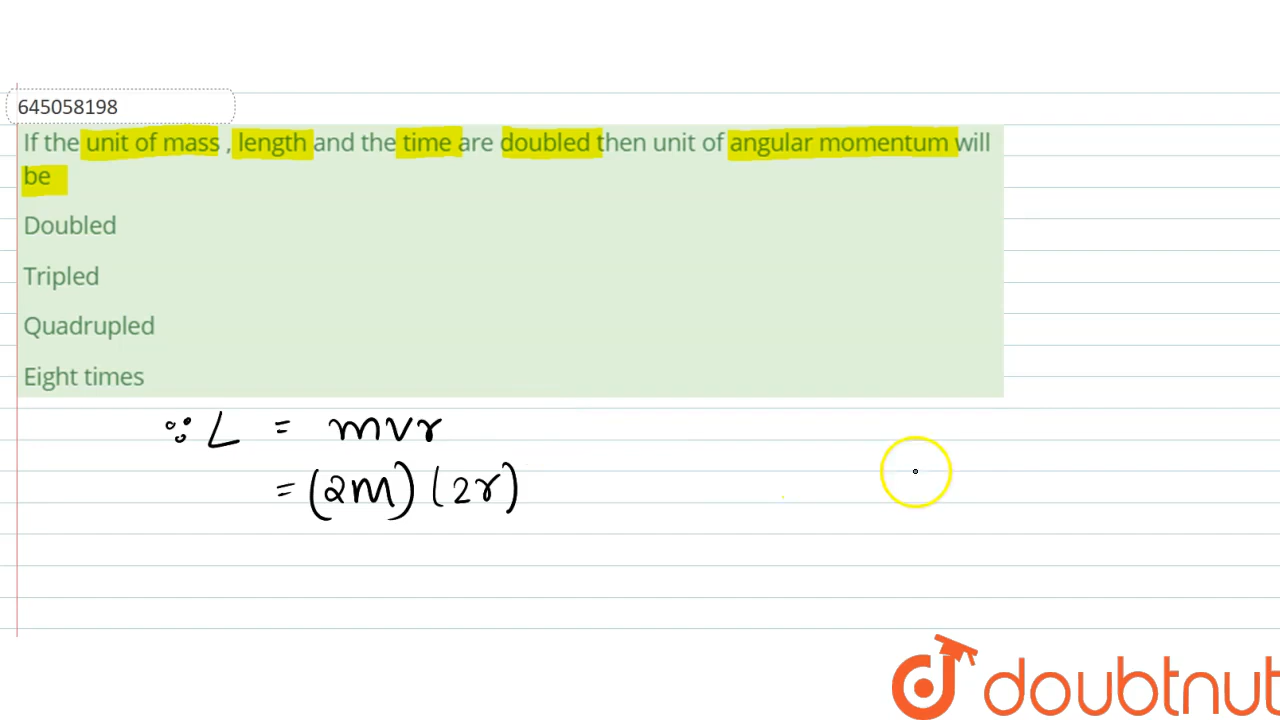 645058198
If the unit of mass , length and the time are doubled then unit of angular momentum will
be
Doubled
Tripled
Quadrupled
Eight times
∵ L = mvr
= (2m) (2r)
doubtnut